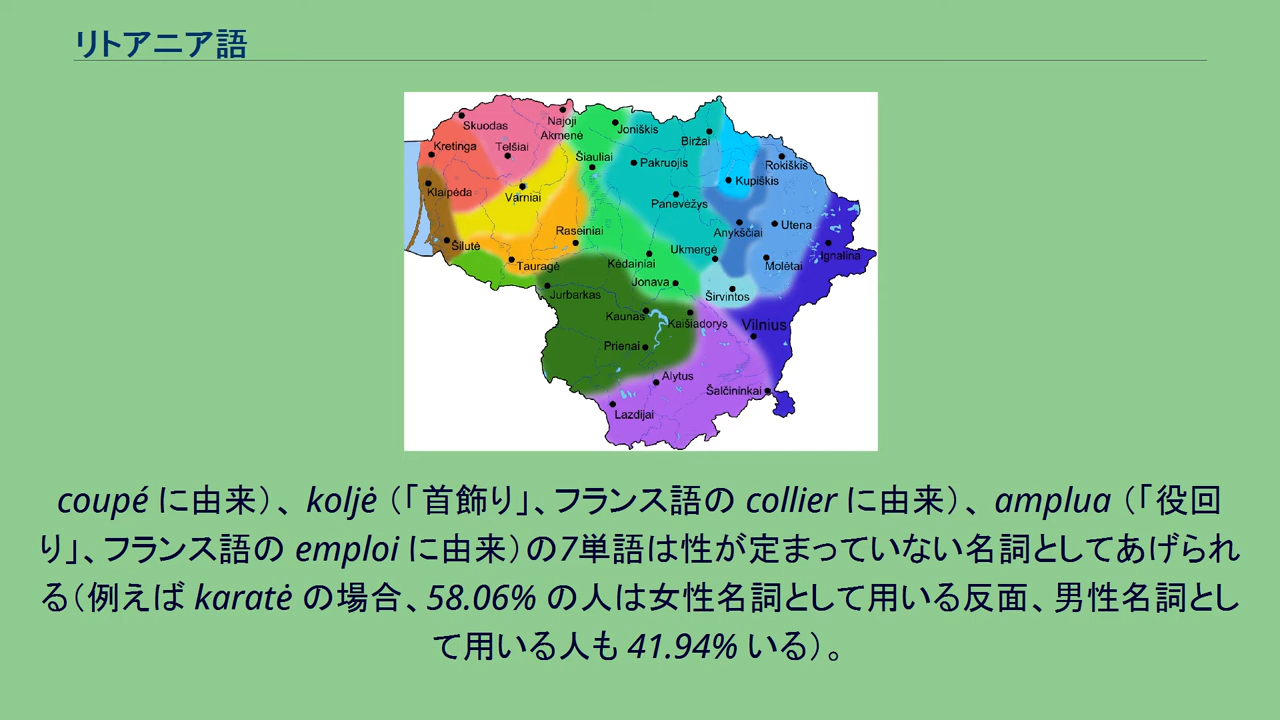 リトアニア語
Skuodas
Najoji
Akmenė
Joniškis
Biržai
Kretinga
Telšiai
Šiauliai
Pakruojis
Rokiškis
Kupiškis
Klaipėda
Varniai
Panevėžys
Raseiniai
Anykščiai
Utena
Šilutė
Ukmergė
Ignalina
Tauragė
Kėdainiai
Molėtai
Jonava
Jurbarkas
Širvintos
Kaunas
Kaišiadorys
Vilnius
Prienai
Alytus
Šalčininkai
Lazdijai
coupé に由来）、koljė（「首飾り」、フランス語の collier に由来）、amplua（「役回
り」、フランス語の emploi に由来）の7単語は性が定まっていない名詞としてあげられ
る（例えば karatė の場合、58.06% の人は女性名詞として用いる反面、男性名詞とし
て用いる人も 41.94% いる）。